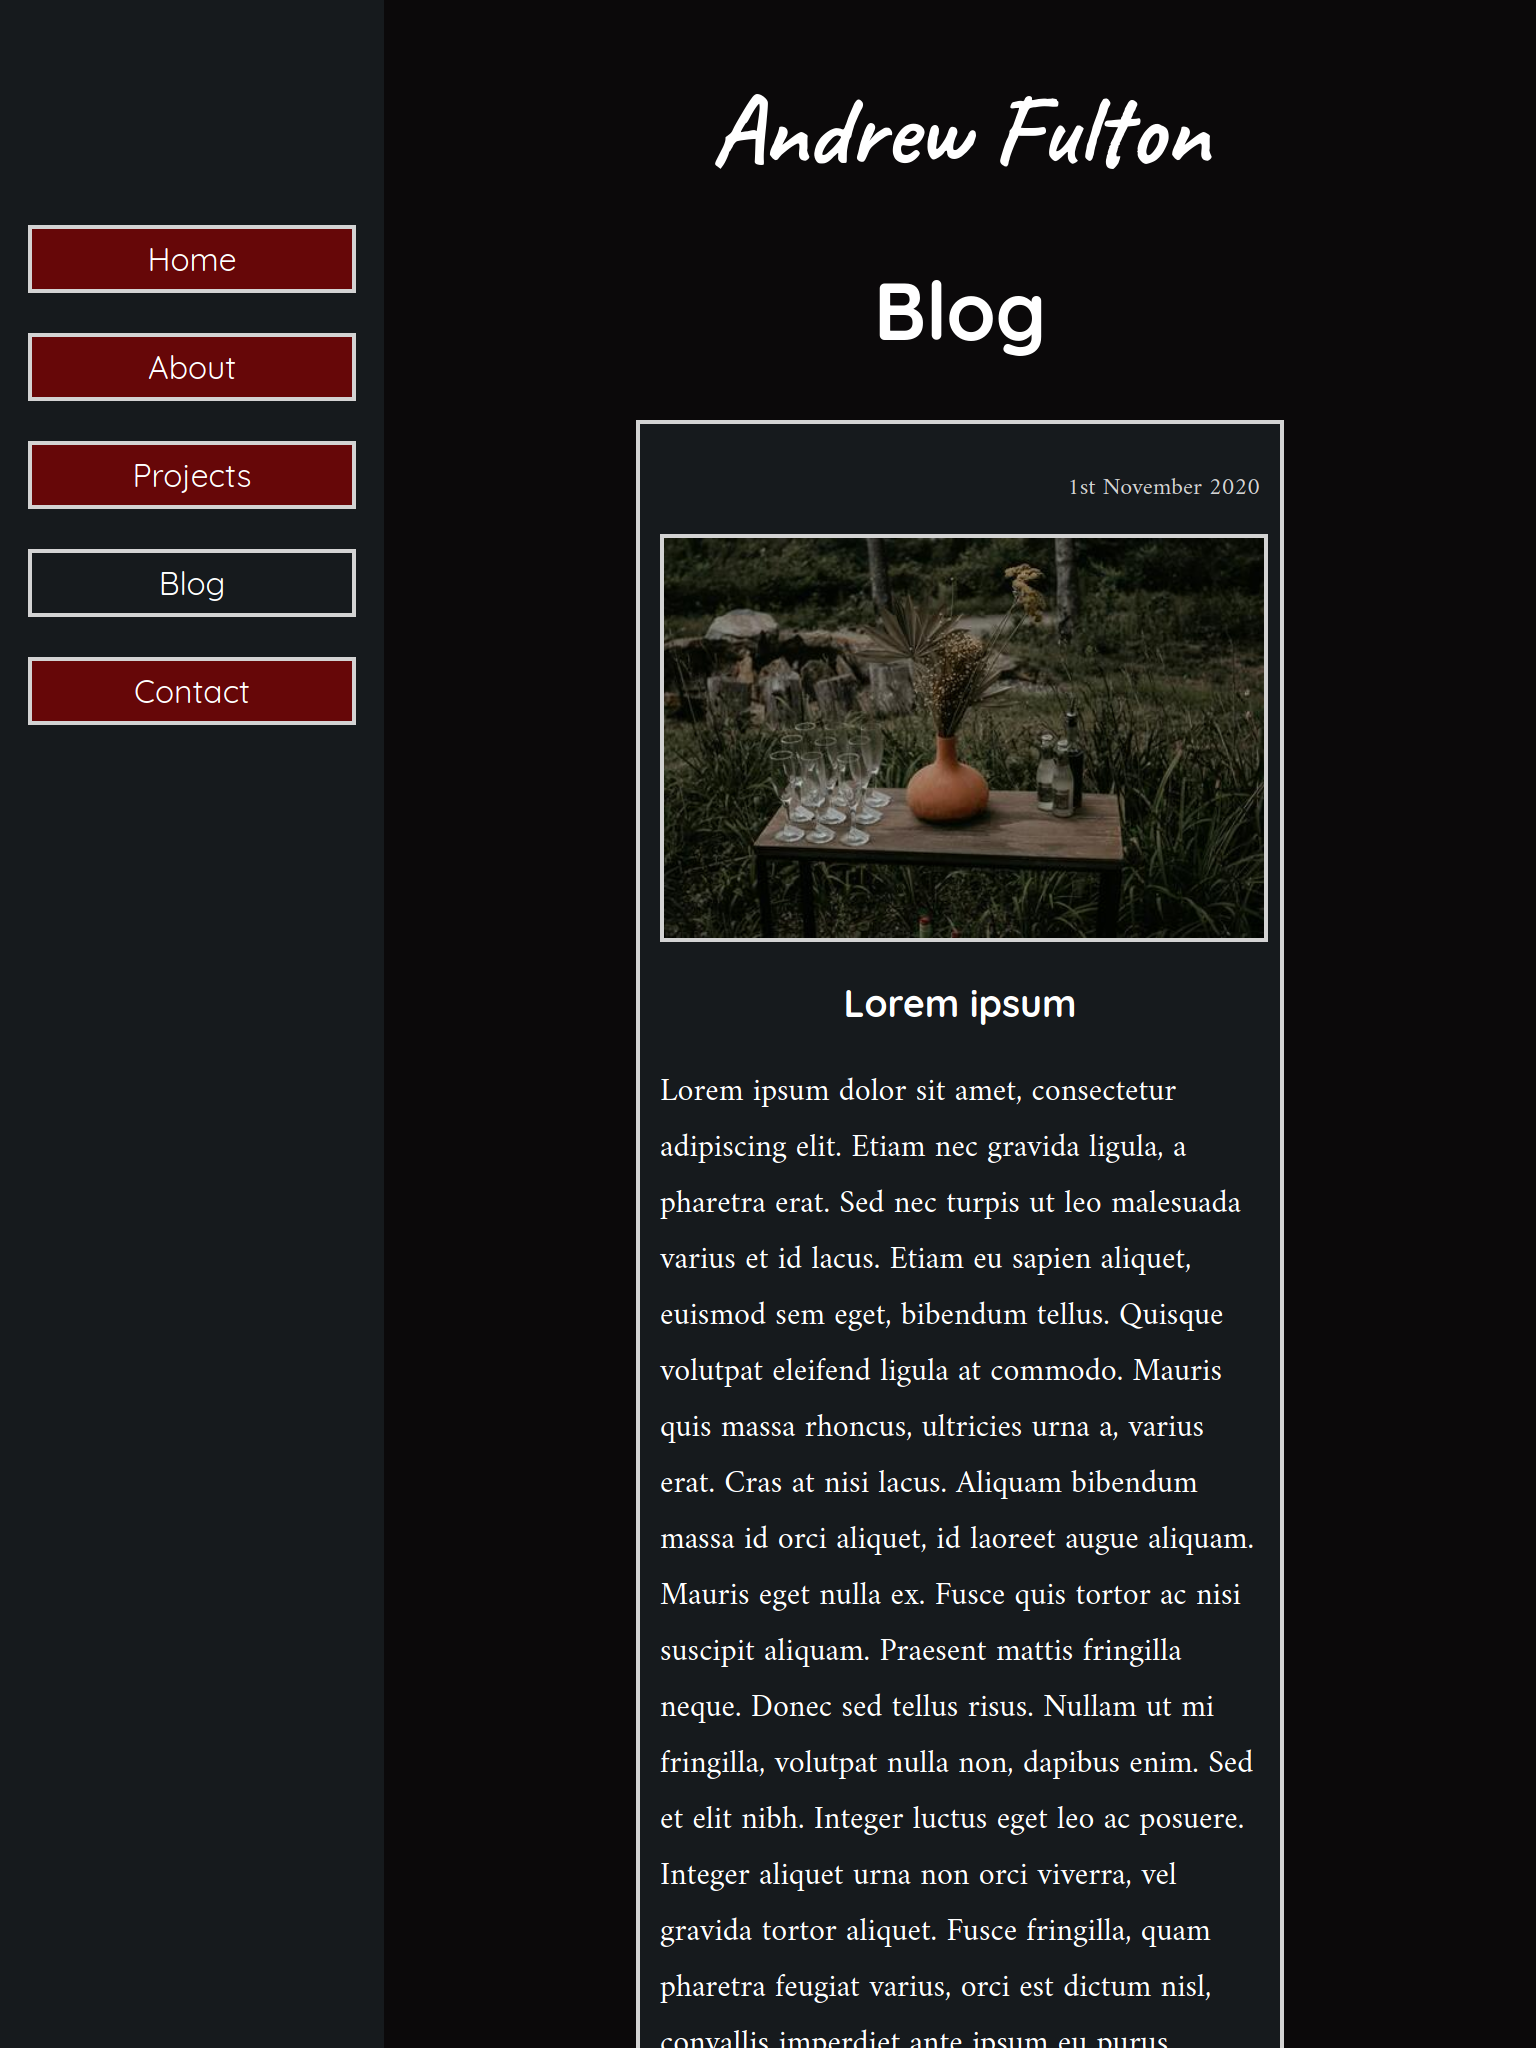 Andrew Fulton
Home
About
Projects
Blog
Contact
Blog
1st November 2020
Lorem ipsum
Lorem ipsum dolor sit amet, consectetur
adipiscing elit. Etiam nec gravida ligula, a
pharetra erat. Sed nec turpis ut leo malesuada
varius et id lacus. Etiam eu sapien aliquet,
euismod sem eget, bibendum tellus. Quisque
volutpat eleifend ligula at commodo. Mauris
quis massa rhoncus, ultricies urna a, varius
erat. Cras at nisi lacus. Aliquam bibendum
massa id orci aliquet, id laoreet augue aliquam.
Mauris eget nulla ex. Fusce quis tortor ac nisi
suscipit aliquam. Praesent mattis fringilla
neque. Donec sed tellus risus. Nullam ut mi
fringilla, volutpat nulla non, dapibus enim. Sed
et elit nibh. Integer luctus eget leo ac posuere.
Integer aliquet urna non orci viverra, vel
gravida tortor aliquet. Fusce fringilla, quam
pharetra feugiat varius, orci est dictum nisl,
convallis imperdiet ante ipsum eu purus